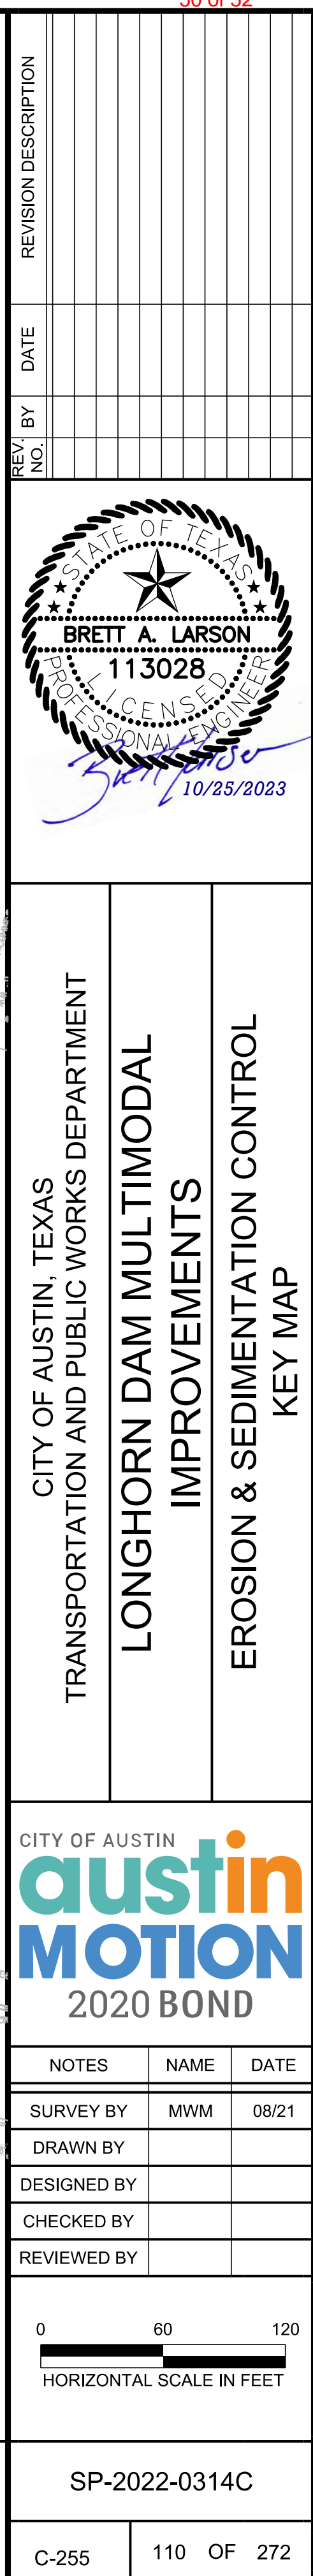 50 of 52
REV. NO.
BY
DATE
REVISION DESCRIPTION
STATE OF TEXAS
BRETT A. LARSON
113028
LICENSED
PROFESSIONAL ENGINEER
10/25/2023
CITY OF AUSTIN, TEXAS
TRANSPORTATION AND PUBLIC WORKS DEPARTMENT
LONGHORN DAM MULTIMODAL
IMPROVEMENTS
EROSION & SEDIMENTATION CONTROL
KEY MAP
CITY OF AUSTIN
austin
MOTION
2020 BOND
NOTES NAME DATE
SURVEY BY MWM 08/21
DRAWN BY
DESIGNED BY
CHECKED BY
REVIEWED BY
0 60 120
HORIZONTAL SCALE IN FEET
SP-2022-0314C
C-255 110 OF 272